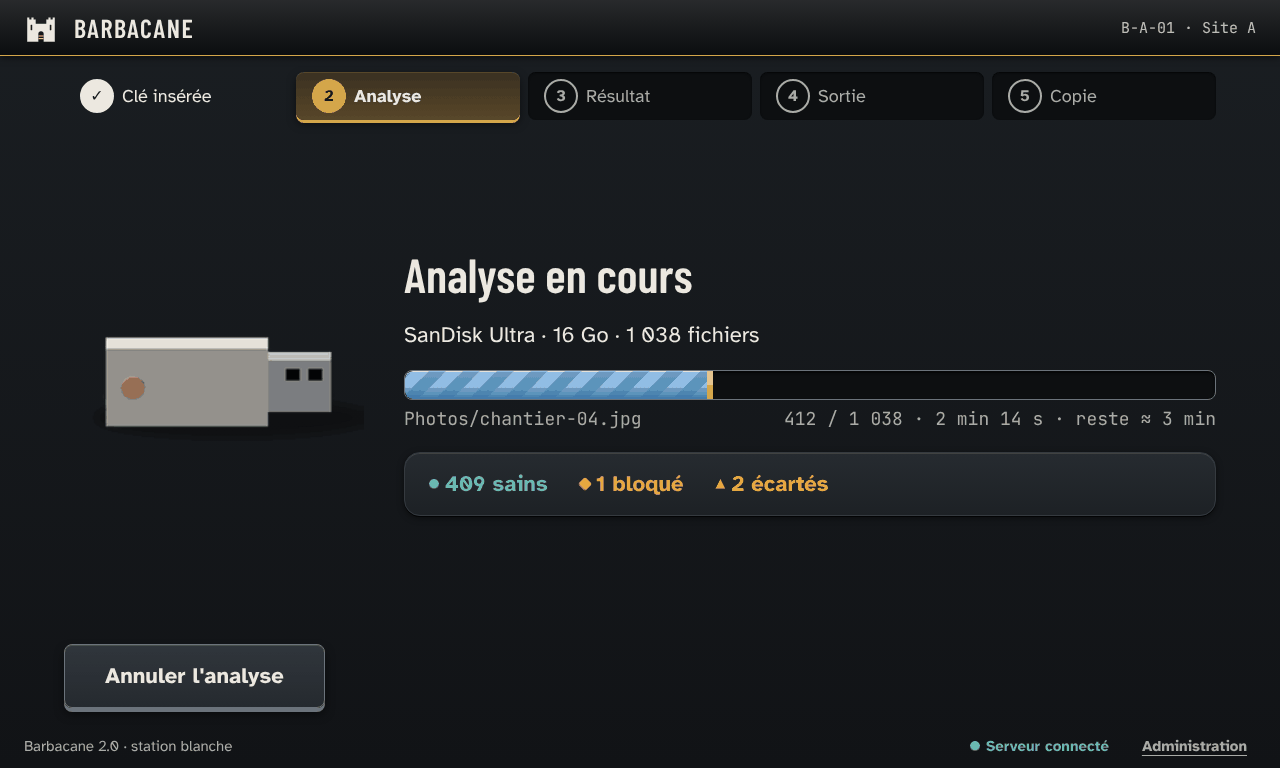 BARBACANE
B-A-01 · Site A
✓ Clé insérée
2 Analyse
3 Résultat
4 Sortie
5 Copie
Analyse en cours
SanDisk Ultra · 16 Go · 1 038 fichiers
Photos/chantier-04.jpg
412 / 1 038 · 2 min 14 s · reste ≈ 3 min
409 sains
1 bloqué
2 écartés
Annuler l'analyse
Barbacane 2.0 · station blanche
Serveur connecté
Administration